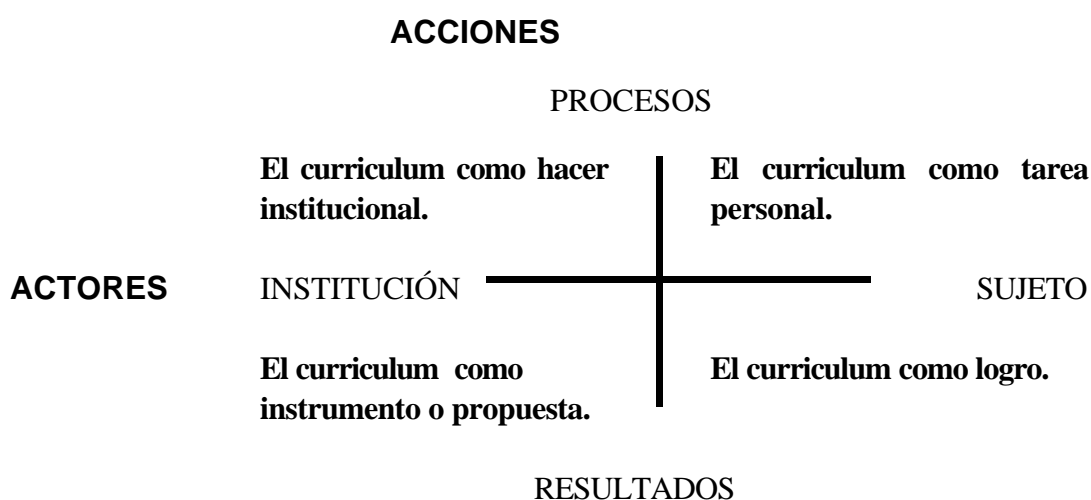 ACCIONES
PROCESOS
El curriculum como hacer
institucional.
El curriculum como tarea
personal.
ACTORES
INSTITUCIÓN
SUJETO
El curriculum como
instrumento o propuesta.
El curriculum como logro.
RESULTADOS